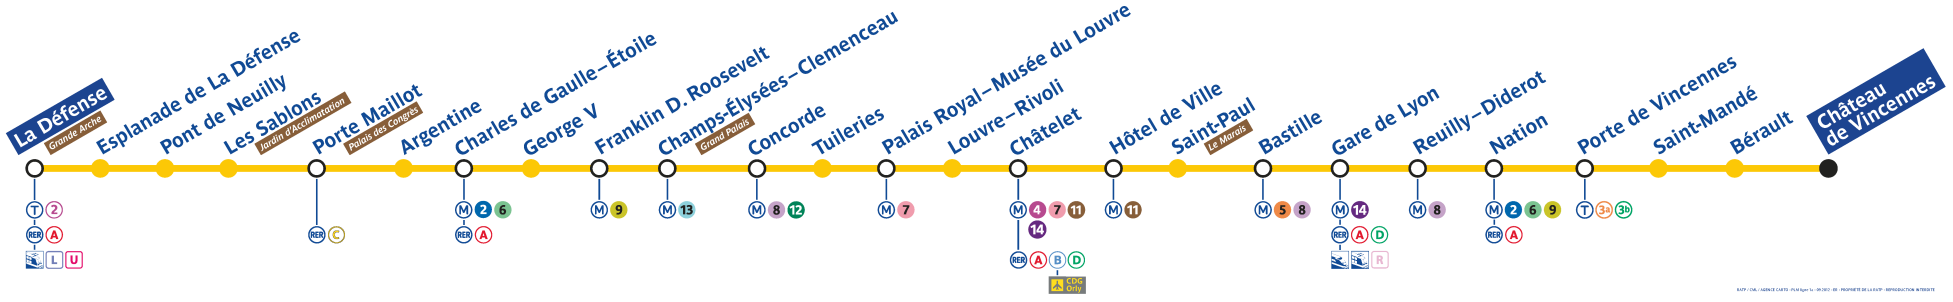 La Défense
Grande Arche
Esplanade de La Défense
Pont de Neuilly
Les Sablons
Jardin d'Acclimatation
Porte Maillot
Palais des Congrès
Argentine
Charles de Gaulle–Étoile
George V
Franklin D. Roosevelt
Champs-Élysées–Clemenceau
Grand Palais
Concorde
Tuileries
Palais Royal–Musée du Louvre
Louvre–Rivoli
Châtelet
Hôtel de Ville
Saint-Paul
Le Marais
Bastille
Gare de Lyon
Reuilly–Diderot
Nation
Porte de Vincennes
Saint-Mandé
Bérault
Château
de Vincennes
T 2
RER A
L U
RER C
M 2 6
RER A
M 9
M 13
M 8 12
M 7
M 4 7 11
14
RER A B D
CDG
Orly
M 11
M 5 8
M 14
RER A D
R
M 8
M 2 6 9
RER A
T 3a 3b